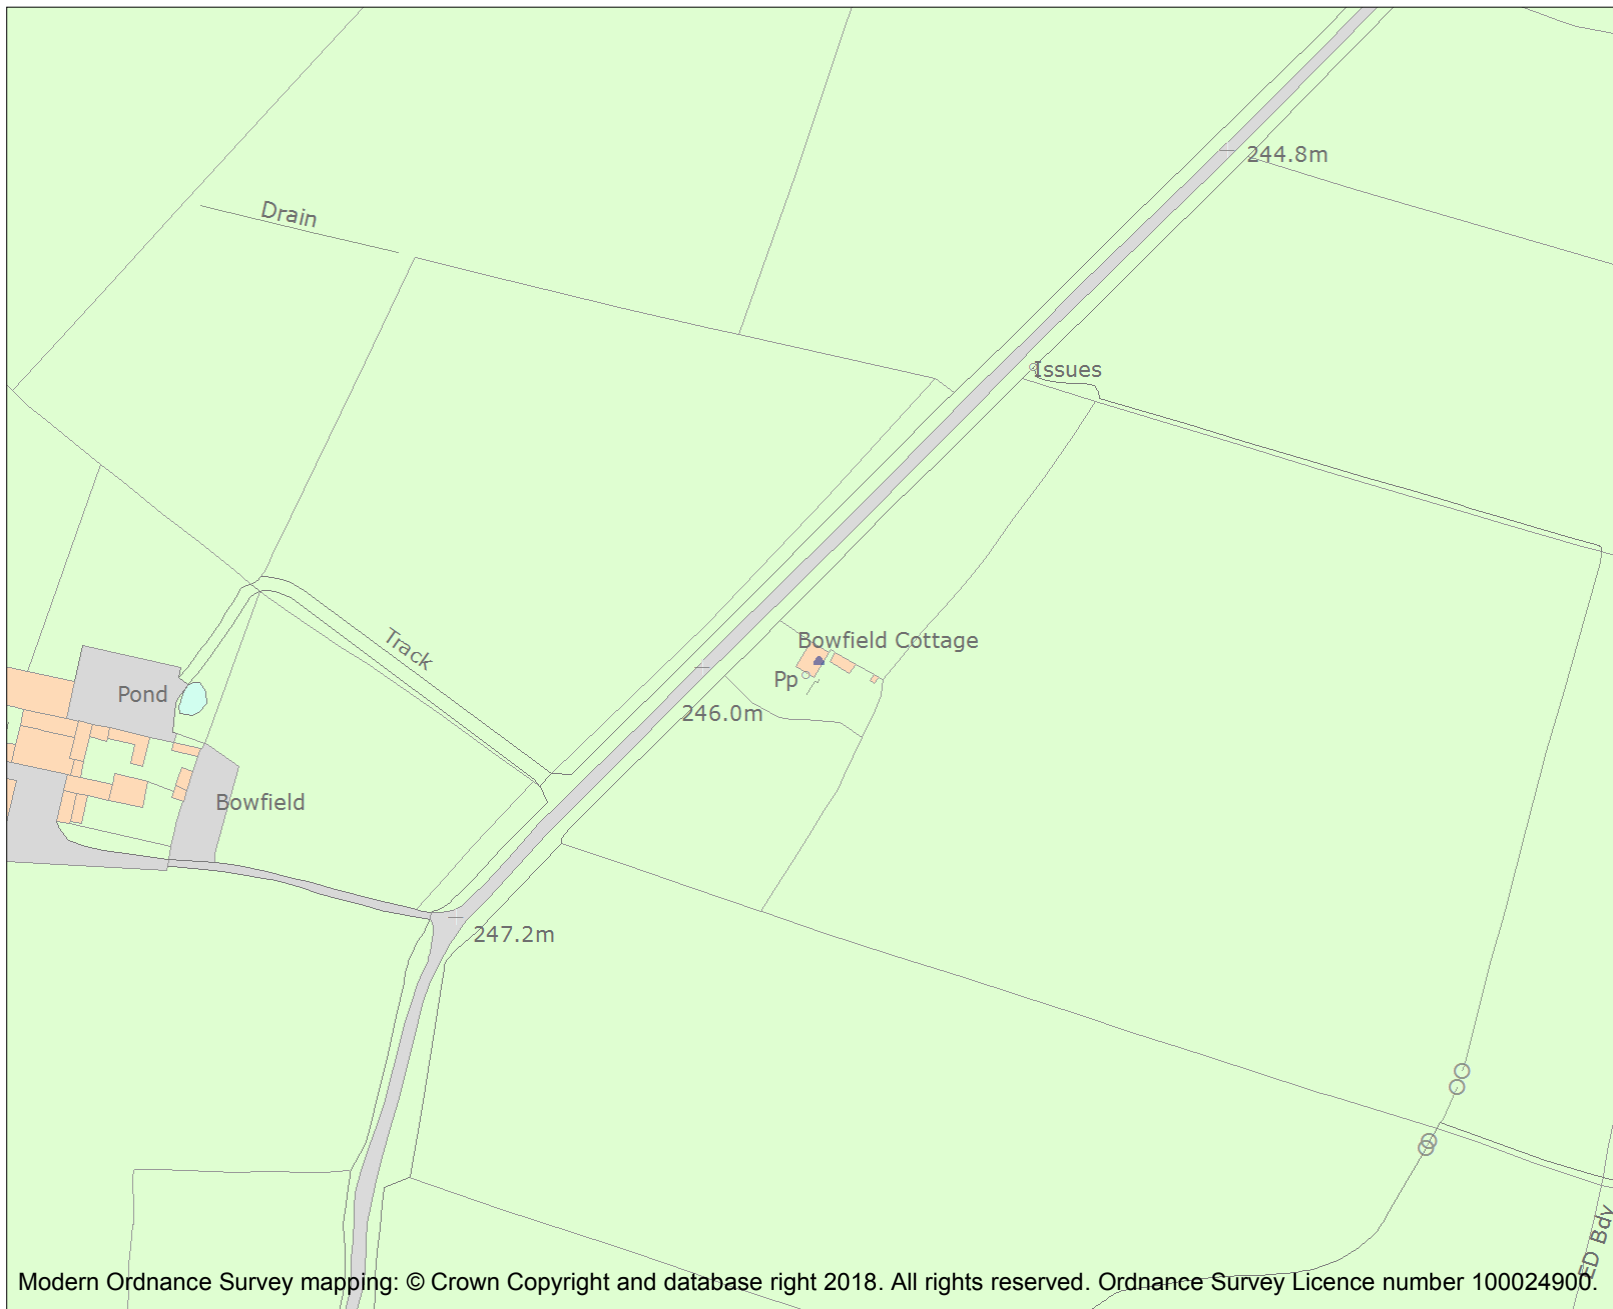 244.8m
Drain
Issues
Bowfield Cottage
Track
Pp
Pond
246.0m
Bowfield
247.2m
ED Bdy
Modern Ordnance Survey mapping: © Crown Copyright and database right 2018. All rights reserved. Ordnance Survey Licence number 100024900.